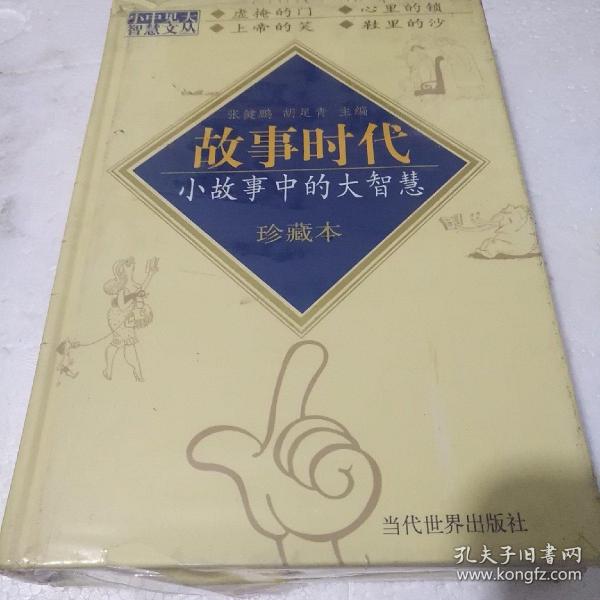 小中见大
智慧文丛
◆虚掩的门 ◆心里的锁
◆上帝的笑 ◆鞋里的沙
张健鹏 胡足青 主编
故事时代
小故事中的大智慧
珍藏本
当代世界出版社
孔夫子旧书网
www.kongfz.com